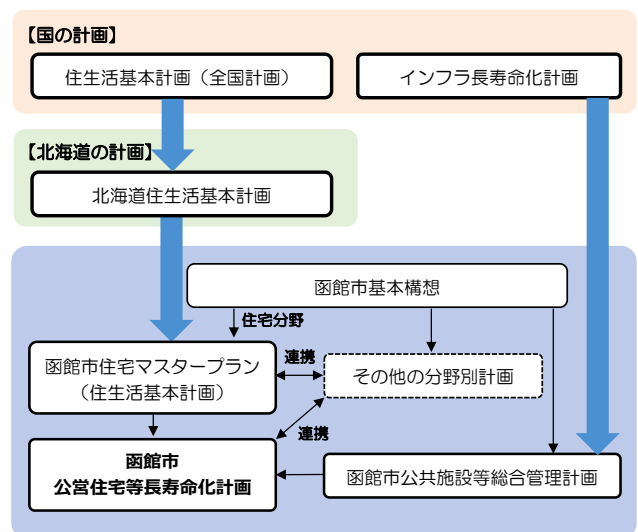 【国の計画】
住生活基本計画（全国計画）
インフラ長寿命化計画
【北海道の計画】
北海道住生活基本計画
函館市基本構想
住宅分野
函館市住宅マスタープラン
（住生活基本計画）
連携
その他の分野別計画
連携
函館市
公営住宅等長寿命化計画
函館市公共施設等総合管理計画